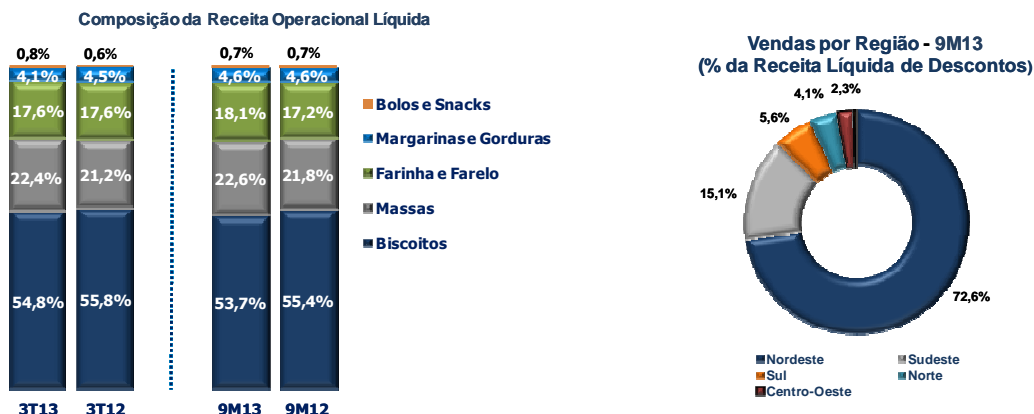 Composição da Receita Operacional Líquida
0,8% 0,6% 0,7% 0,7%
4,1% 4,5% 4,6% 4,6%
17,6% 17,6% 18,1% 17,2%
22,4% 21,2% 22,6% 21,8%
54,8% 55,8% 53,7% 55,4%
3T13 3T12 9M13 9M12
Bolos e Snacks
Margarinas e Gorduras
Farinha e Farelo
Massas
Biscoitos
Vendas por Região - 9M13
(% da Receita Líquida de Descontos)
2,3%
4,1%
5,6%
15,1%
72,6%
Nordeste Sudeste
Sul Norte
Centro-Oeste